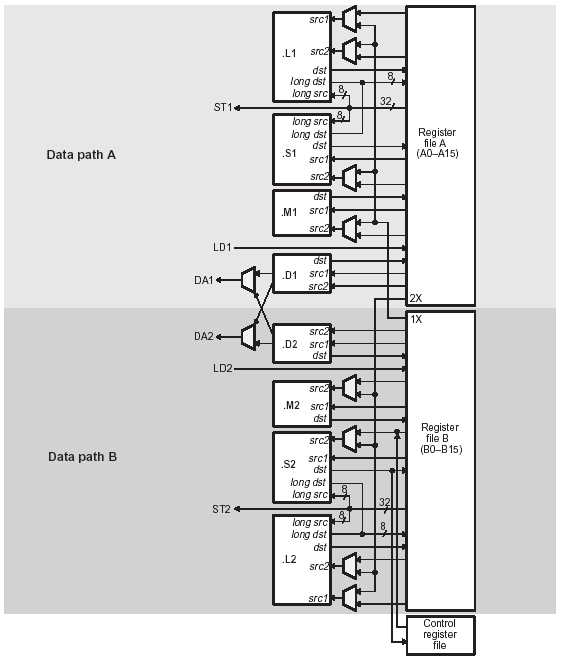 src1
src2
.L1
dst
long dst
8
long src
8
ST1
32
8
long src
long dst
.S1
dst
src1
src2
Register
file A
(A0–A15)
Data path A
dst
.M1
src1
src2
LD1
dst
.D1
src1
src2
DA1
2X
1X
DA2
src2
.D2
src1
dst
LD2
src2
.M2
src1
dst
Register
file B
(B0–B15)
Data path B
src2
.S2
src1
dst
long dst
8
long src
ST2
32
8
long src
long dst
8
dst
.L2
src2
src1
Control
register
file